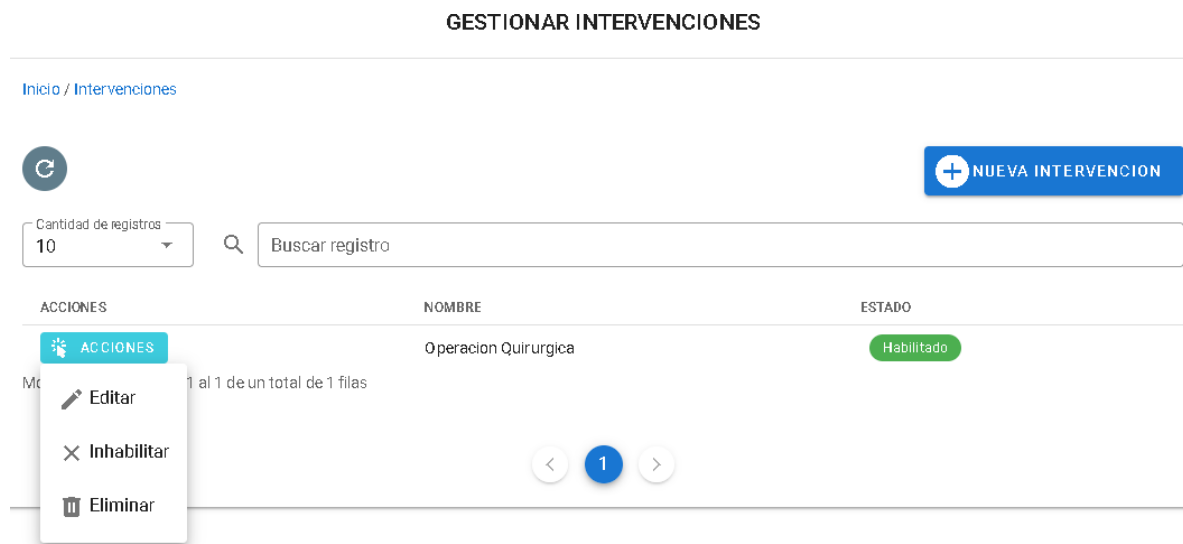 GESTIONAR INTERVENCIONES
Inicio / Intervenciones
NUEVA INTERVENCION
Cantidad de registros
10
Buscar registro
ACCIONES NOMBRE ESTADO
ACCIONES Operacion Quirurgica Habilitado
1 al 1 de un total de 1 filas
Editar
Inhabilitar
Eliminar
1